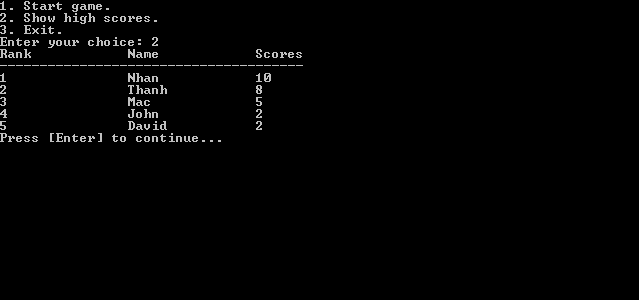 1. Start game.
2. Show high scores.
3. Exit.
Enter your choice: 2
Rank Name Scores
--------------------------------------
1 Nhan 10
2 Thanh 8
3 Mac 5
4 John 2
5 David 2
Press [Enter] to continue...